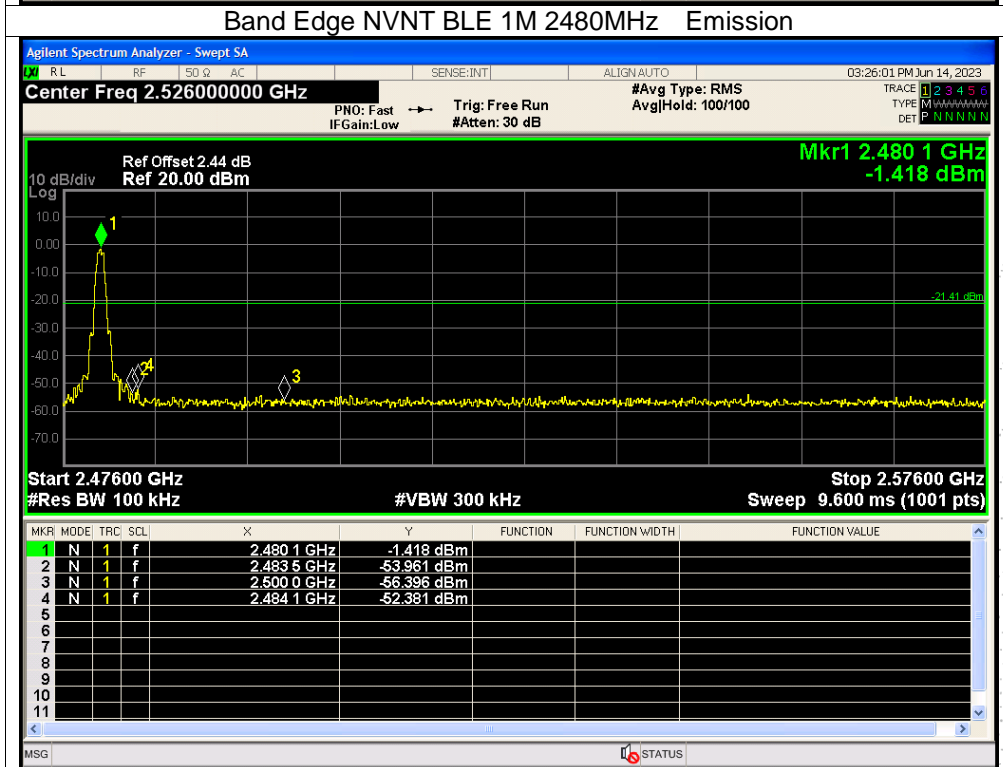 Band Edge NVNT BLE 1M 2480MHz Emission
Agilent Spectrum Analyzer - Swept SA
LXI RL RF 50 Ω AC SENSE:INT ALIGN AUTO 03:26:01 PM Jun 14, 2023
Center Freq 2.526000000 GHz #Avg Type: RMS TRACE 1 2 3 4 5 6
PNO: Fast Trig: Free Run Avg|Hold: 100/100 TYPE M WWWWW
IFGain:Low #Atten: 30 dB DET P N N N N N
Mkr1 2.480 1 GHz
Ref Offset 2.44 dB
10 dB/div Ref 20.00 dBm -1.418 dBm
Log
10.0
1
0.00
-10.0
-20.0
-21.41 dBm
-30.0
-40.0
2 4
3
-50.0
-60.0
-70.0
Start 2.47600 GHz Stop 2.57600 GHz
#Res BW 100 kHz #VBW 300 kHz Sweep 9.600 ms (1001 pts)
MKR MODE TRC SCL X Y FUNCTION FUNCTION WIDTH FUNCTION VALUE
1 N 1 f 2.480 1 GHz -1.418 dBm
2 N 1 f 2.483 5 GHz -53.961 dBm
3 N 1 f 2.500 0 GHz -56.396 dBm
4 N 1 f 2.484 1 GHz -52.381 dBm
5
6
7
8
9
10
11
MSG STATUS